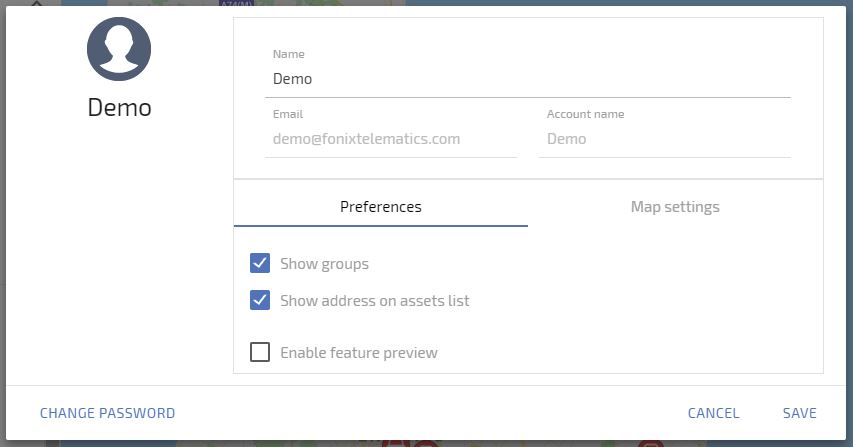 A74(M)
Demo
Name
Demo
Email
Account name
demo@fonixtelematics.com
Demo
Preferences
Map settings
Show groups
Show address on assets list
Enable feature preview
CHANGE PASSWORD
CANCEL
SAVE